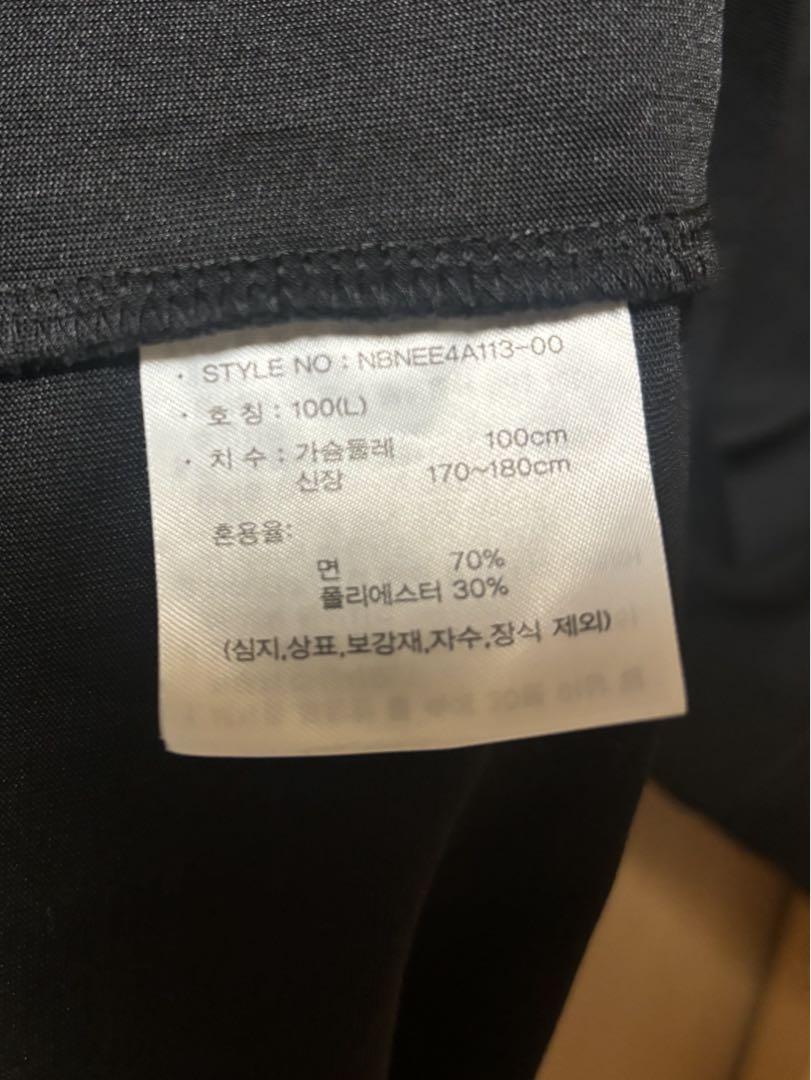 · STYLE NO : NBNEE4A113-00
· 호 칭 : 100(L)
· 치 수 : 가슴둘레 100cm
신장 170~180cm
혼용율:
면 70%
폴리에스터 30%
(심지,상표,보강재,자수,장식 제외)